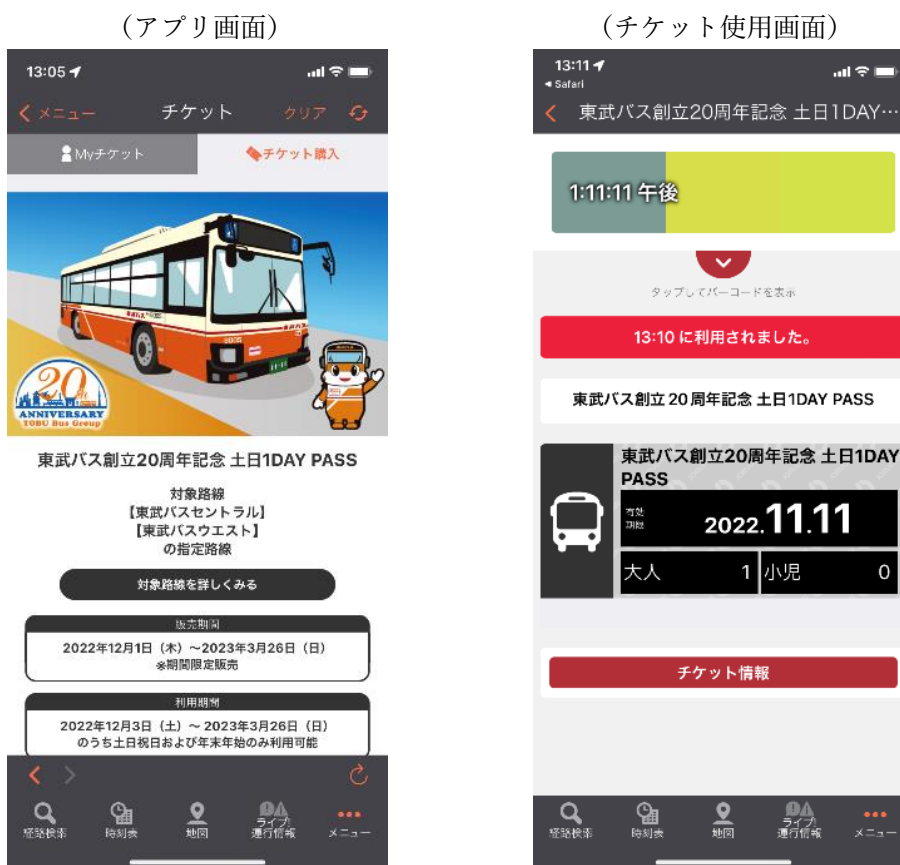 (アプリ画面)
13:05
メニュー
チケット
クリア
Myチケット
チケット購入
20th
ANNIVERSARY
TOBU Bus Group
東武バス創立20周年記念 土日1DAY PASS
対象路線
【東武バスセントラル】
【東武バスウエスト】
の指定路線
対象路線を詳しくみる
販売期間
2022年12月1日（木）～2023年3月26日（日）
※期間限定販売
利用期間
2022年12月3日（土）～ 2023年3月26日（日）
のうち土日祝日および年末年始のみ利用可能
経路検索
時刻表
地図
ライブ!
運行情報
メニュー
(チケット使用画面)
13:11
Safari
東武バス創立20周年記念 土日1DAY…
1:11:11 午後
タップしてバーコードを表示
13:10 に利用されました。
東武バス創立 20 周年記念 土日1DAY PASS
東武バス創立20周年記念 土日1DAY
PASS
有効
期限
2022.11.11
大人 1
小児 0
チケット情報
経路検索
時刻表
地図
ライブ!
運行情報
メニュー